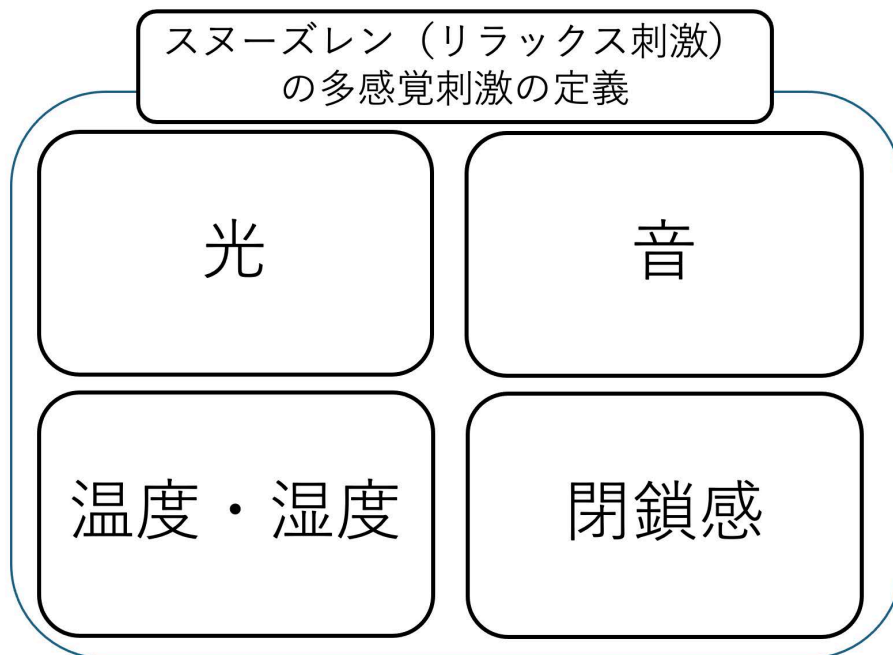 スヌーズレン（リラックス刺激）
の多感覚刺激の定義
光
音
温度・湿度
閉鎖感